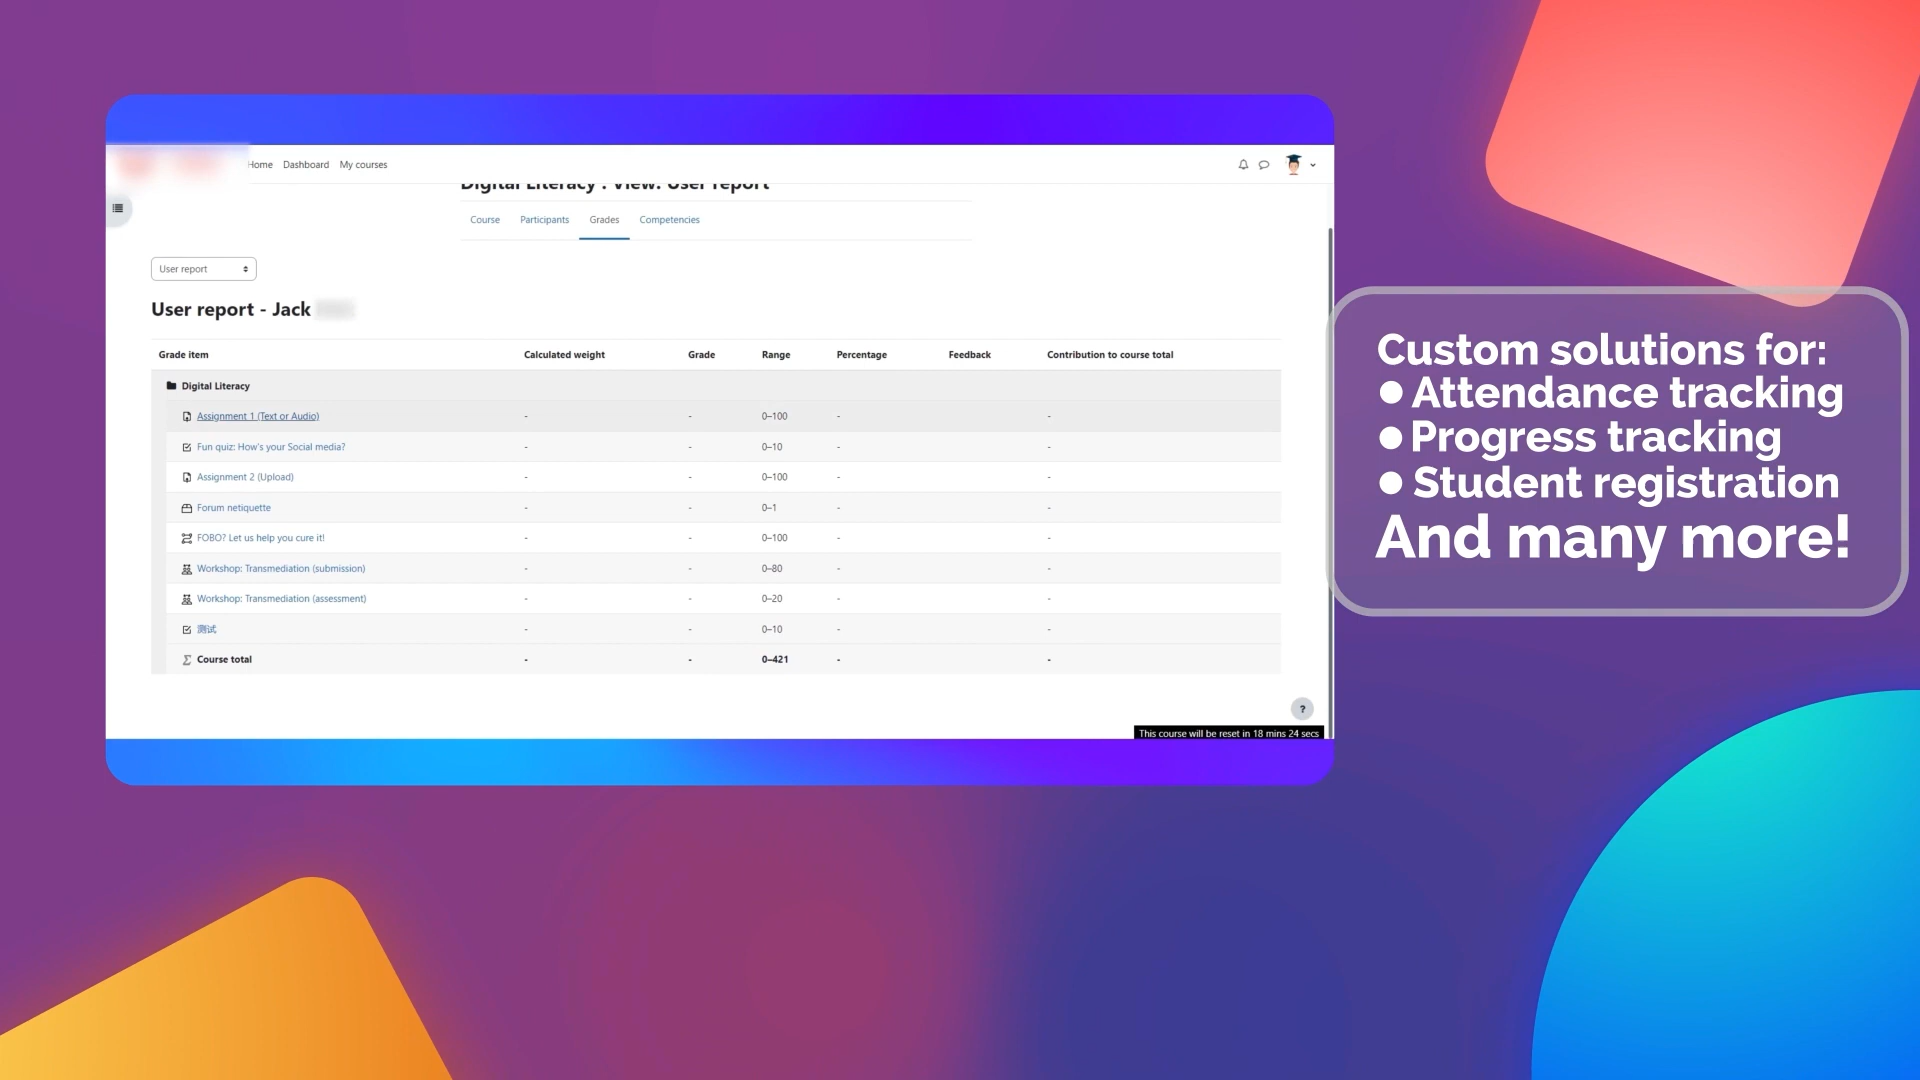 Home Dashboard My courses
Digital Literacy : View: User report
Course Participants Grades Competencies
User report
User report - Jack
Grade item Calculated weight Grade Range Percentage Feedback Contribution to course total
Digital Literacy
Assignment 1 (Text or Audio) - - 0–100 - -
Fun quiz: How's your Social media? - - 0–10 - -
Assignment 2 (Upload) - - 0–100 - -
Forum netiquette - - 0–1 - -
FOBO? Let us help you cure it! - - 0–100 - -
Workshop: Transmediation (submission) - - 0–80 - -
Workshop: Transmediation (assessment) - - 0–20 - -
测试 - - 0–10 - -
Σ Course total - - 0–421 - -
?
This course will be reset in 18 mins 24 secs
Custom solutions for:
● Attendance tracking
● Progress tracking
● Student registration
And many more!